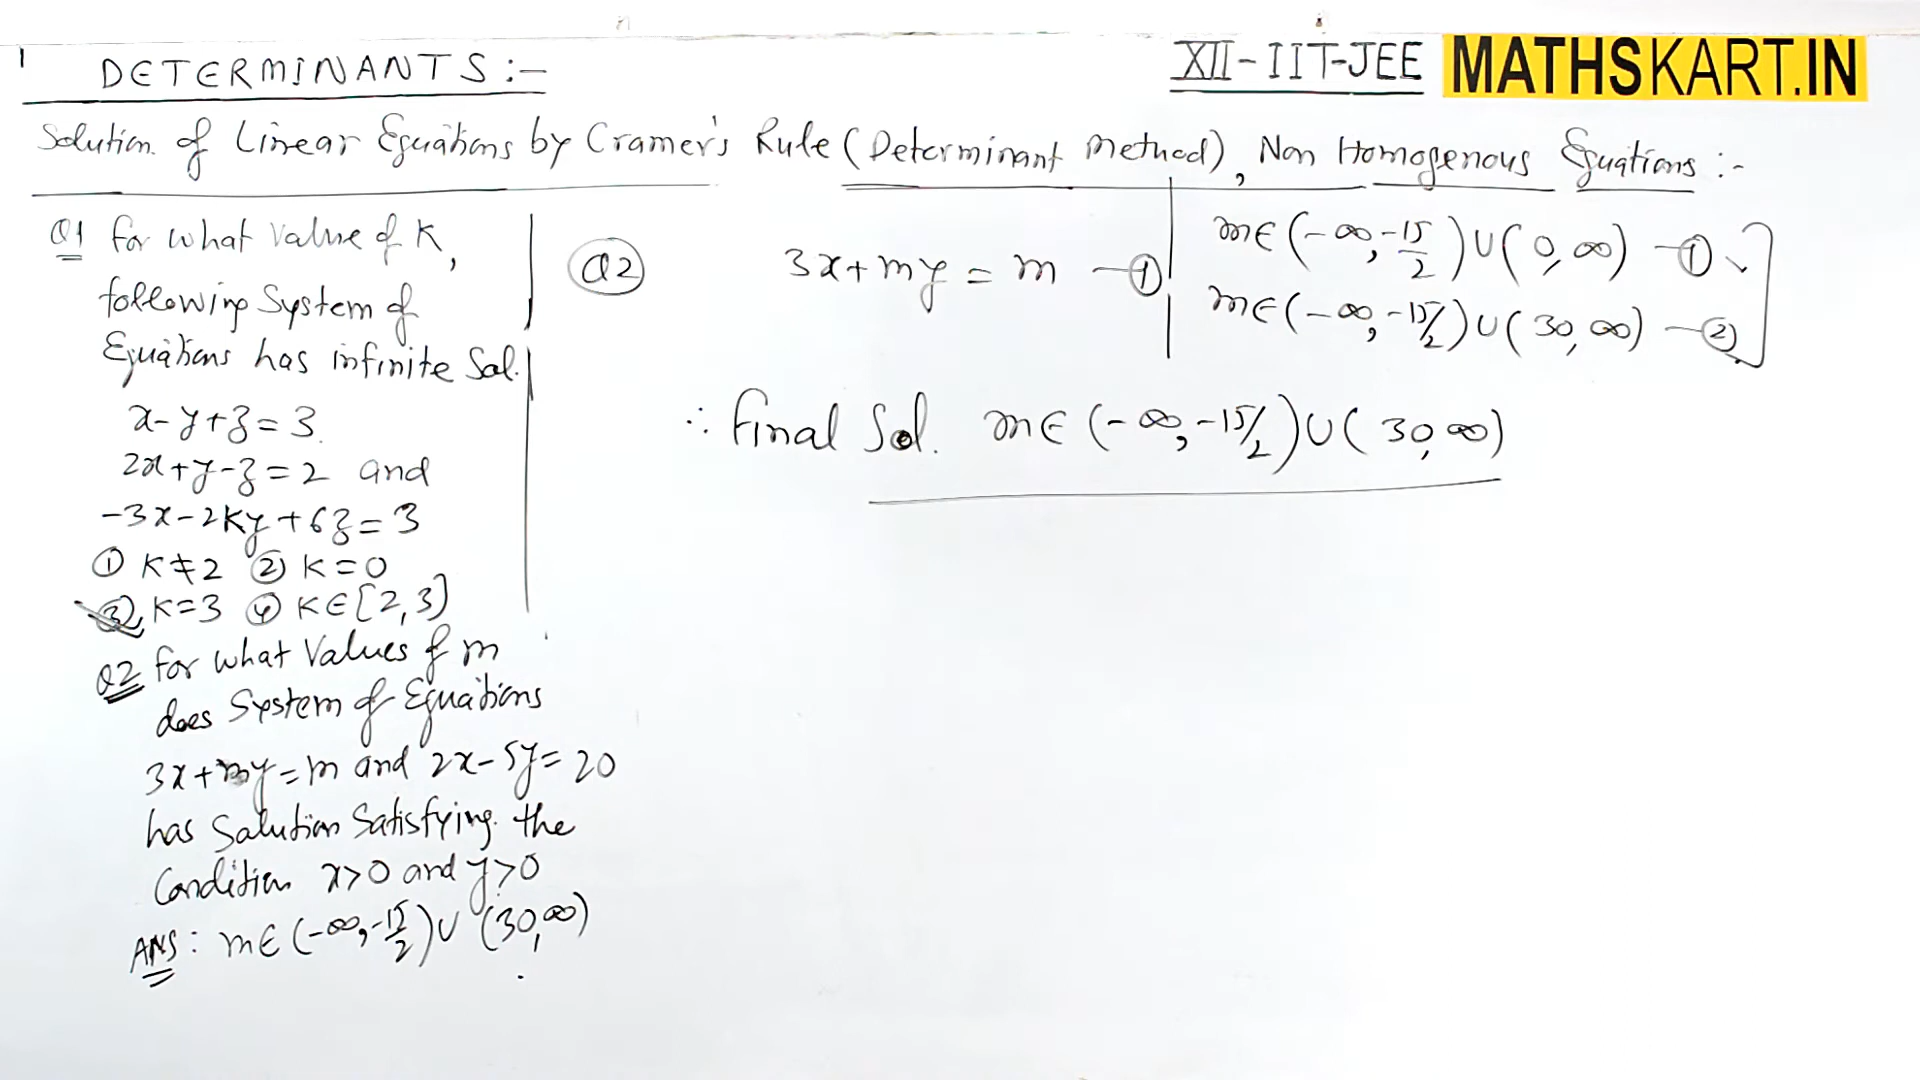 DETERMINANTS :-
XII - IIT-JEE MATHSKART.IN
Solution of Linear Equations by Cramer's Rule (Determinant method), Non Homogenous Equations :-
Q1 for what value of K,
following System of
Equations has infinite Sol.
x-y+z=3
2x+y-z=2 and
-3x-2Ky+6z=3
① K≠2 ② K=0
③ K=3 ④ K∈[2,3]
Q2 for what Values of m
does System of Equations
3x+my=m and 2x-5y=20
has Solution Satisfying the
Condition x>0 and y>0
ANS: m∈(-∞,-15/2)∪(30,∞)
Q2
3x+my=m —①
m∈(-∞,-15/2)∪(0,∞) —①
m∈(-∞,-15/2)∪(30,∞) —②
∴ final Sol. m∈(-∞,-15/2)∪(30,∞)